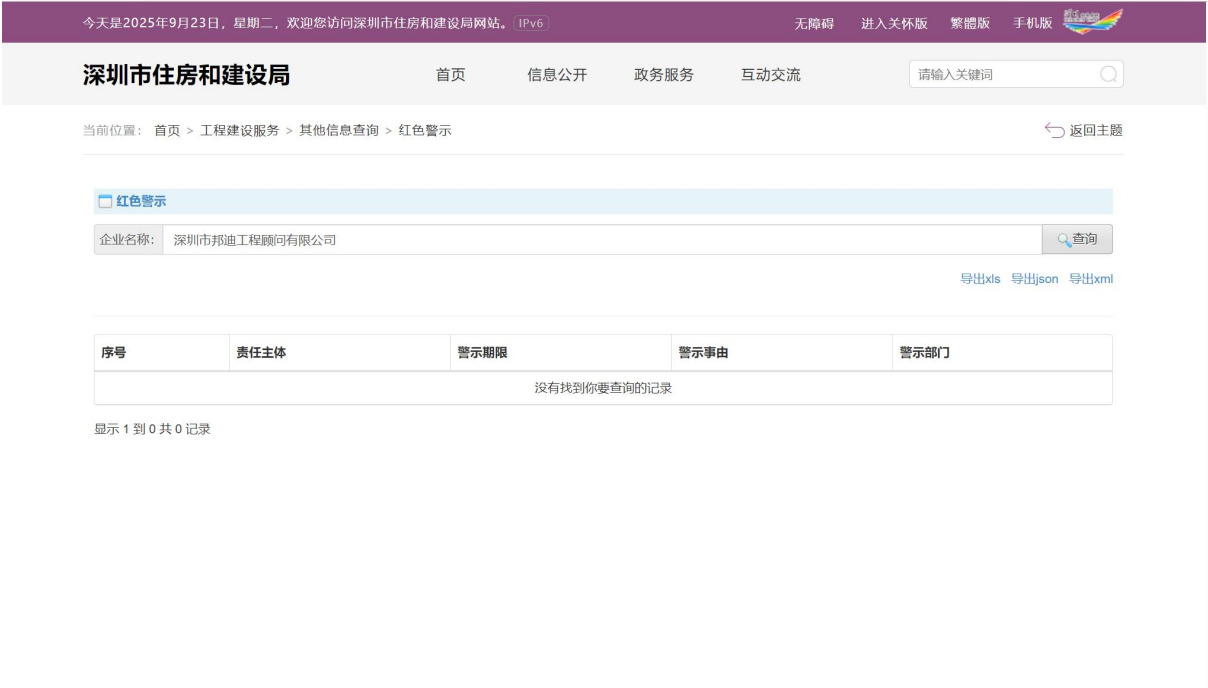 今天是2025年9月23日，星期二，欢迎您访问深圳市住房和建设局网站。 IPv6 无障碍 进入关怀版 繁體版 手机版
深圳市住房和建设局 首页 信息公开 政务服务 互动交流 请输入关键词
当前位置： 首页 > 工程建设服务 > 其他信息查询 > 红色警示 返回主题
红色警示
企业名称： 深圳市邦迪工程顾问有限公司 查询
导出xls 导出json 导出xml
序号 责任主体 警示期限 警示事由 警示部门
没有找到你要查询的记录
显示 1 到 0 共 0 记录